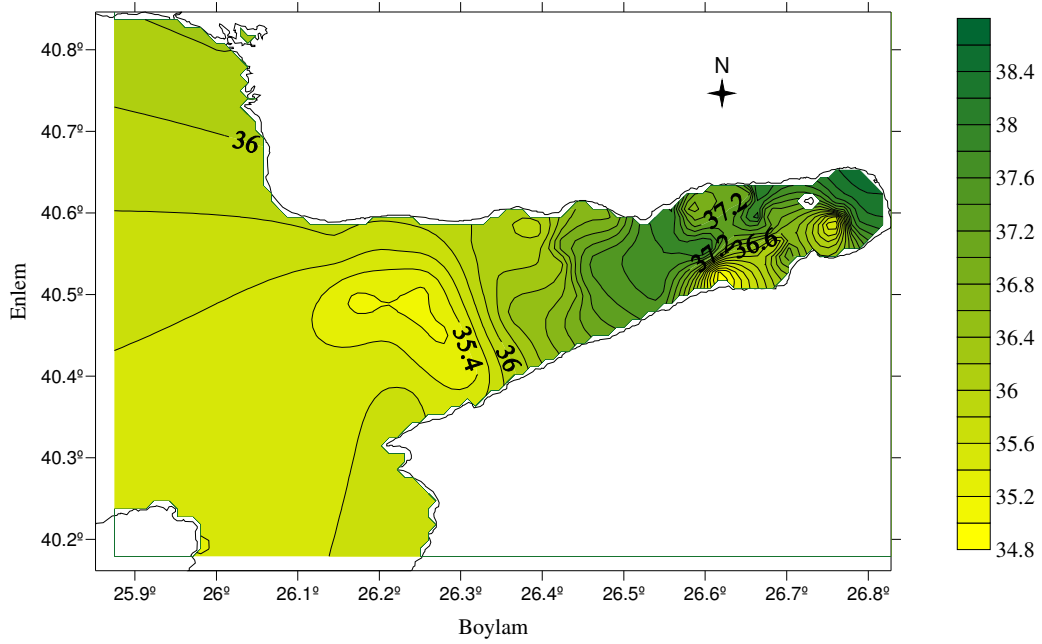 N
40.8º
40.7º
40.6º
40.5º
40.4º
40.3º
40.2º
Enlem
36
37.2
37.2
36.6
35.4
36
25.9º
26º
26.1º
26.2º
26.3º
26.4º
26.5º
26.6º
26.7º
26.8º
Boylam
38.4
38
37.6
37.2
36.8
36.4
36
35.6
35.2
34.8